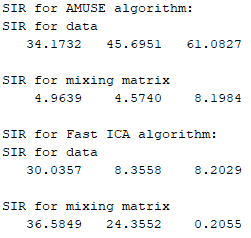 SIR for AMUSE algorithm:
SIR for data
34.1732 45.6951 61.0827
SIR for mixing matrix
4.9639 4.5740 8.1984
SIR for Fast ICA algorithm:
SIR for data
30.0357 8.3558 8.2029
SIR for mixing matrix
36.5849 24.3552 0.2055